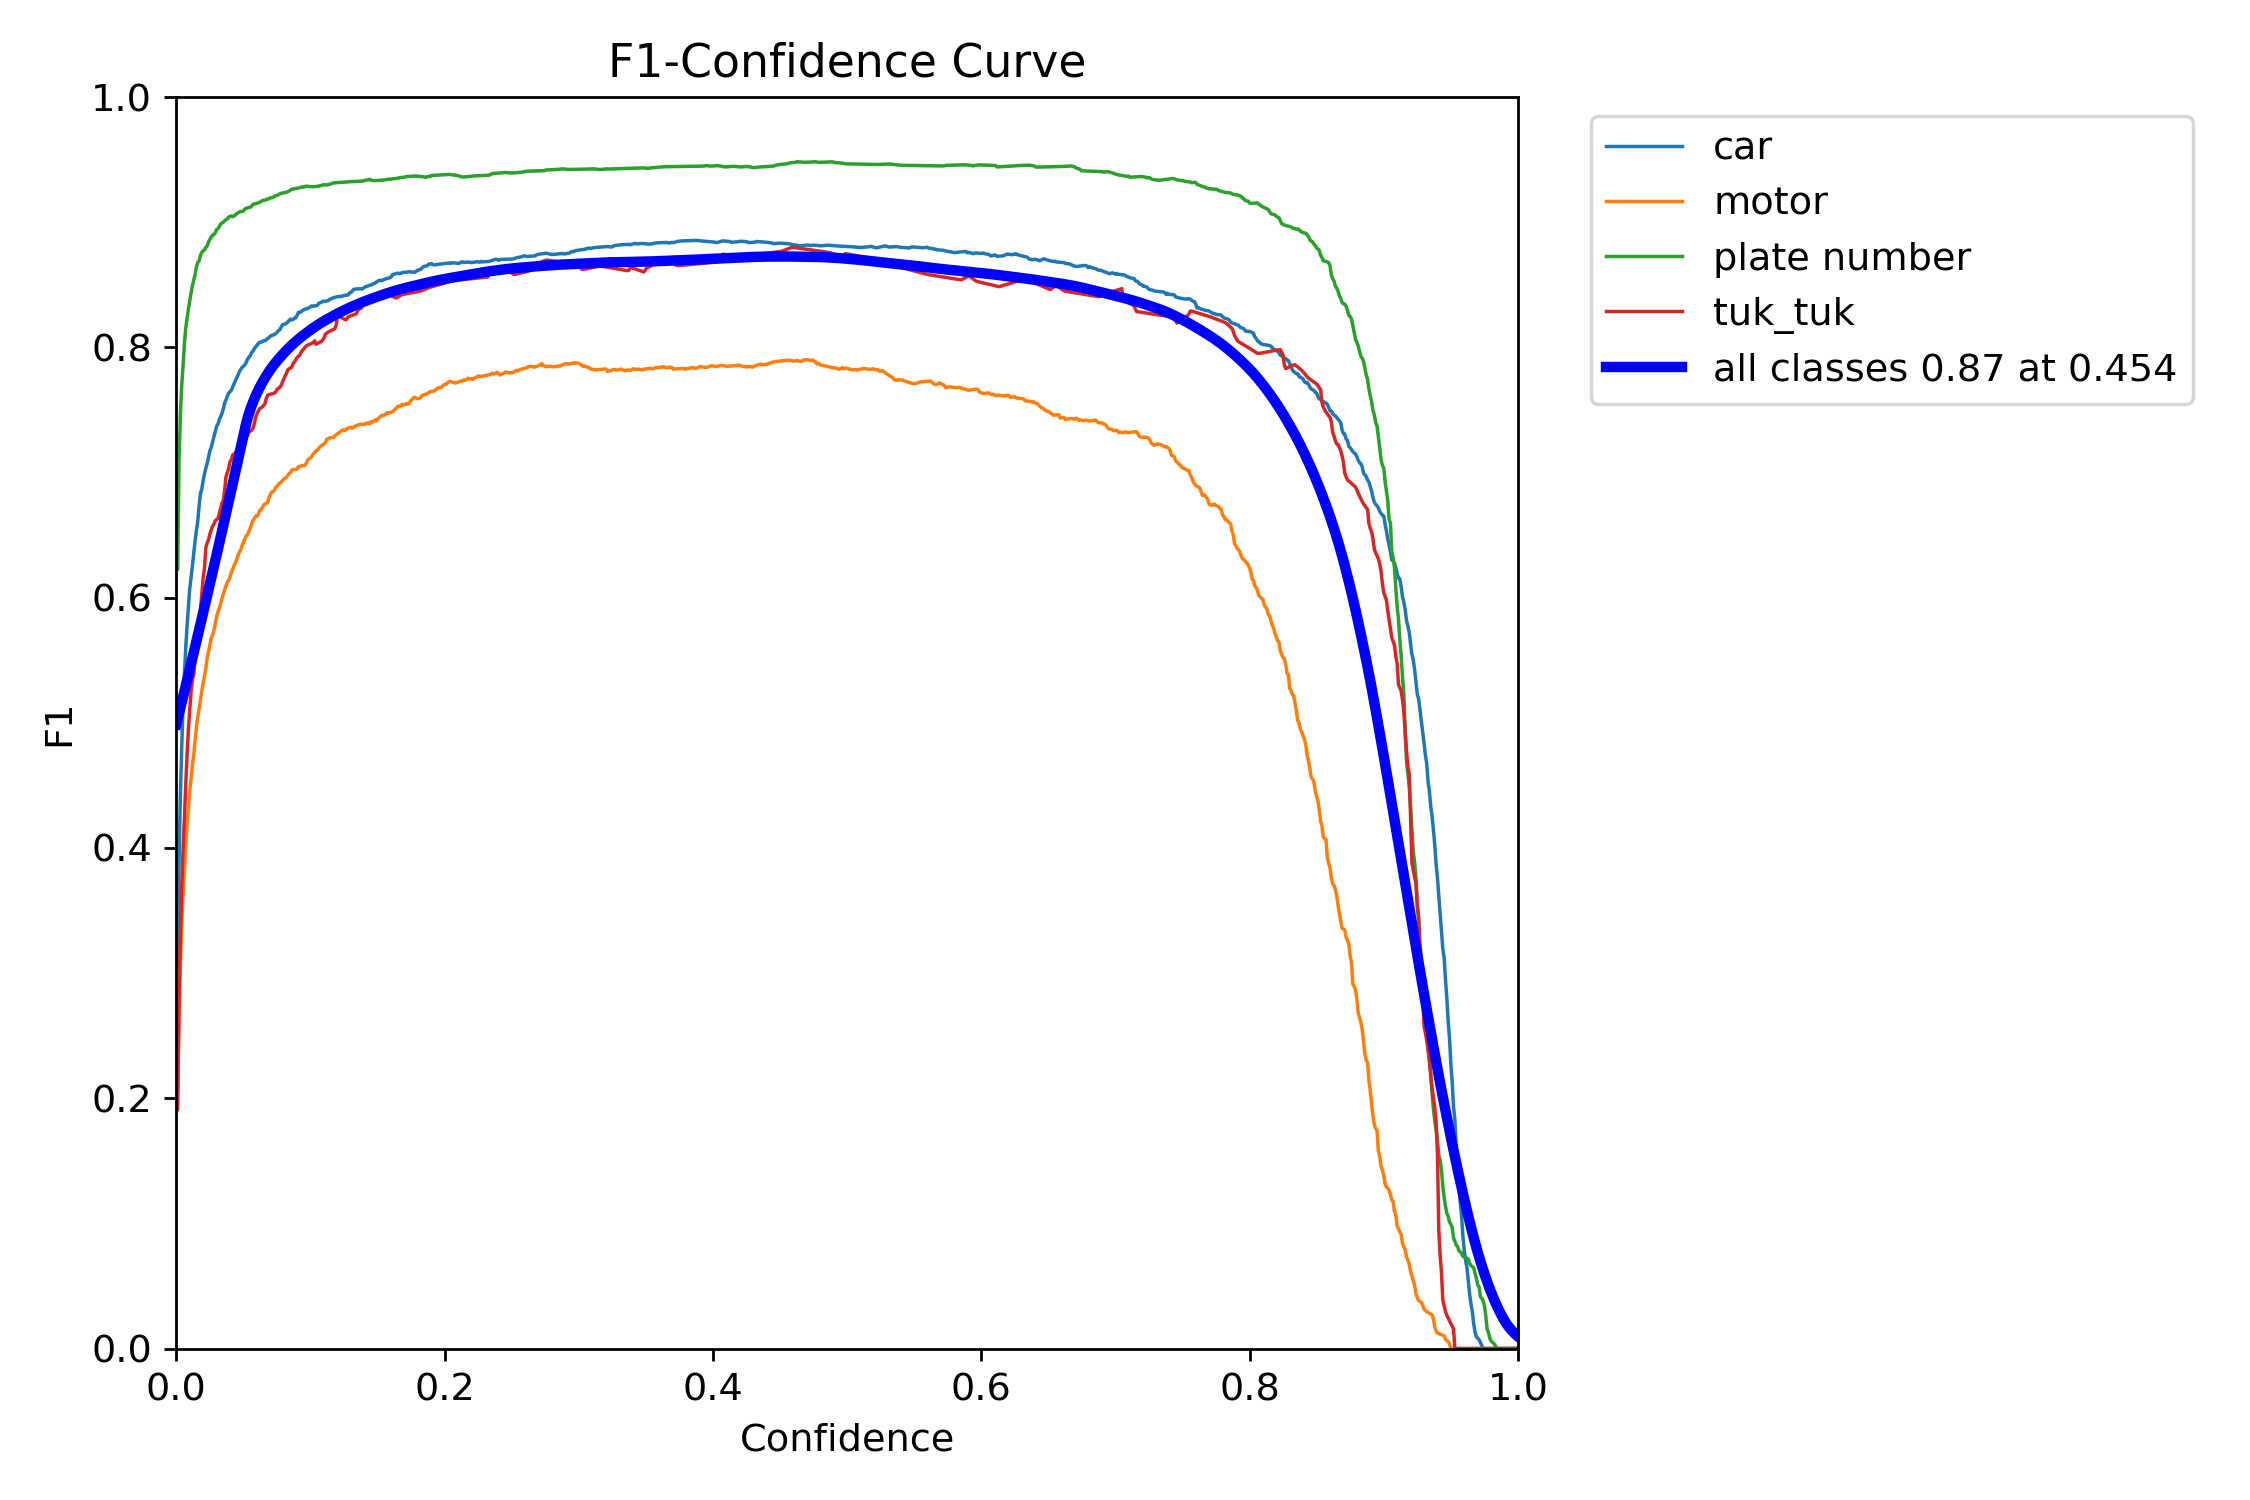 F1-Confidence Curve
1.0
0.8
0.6
0.4
0.2
0.0
F1
0.0 0.2 0.4 0.6 0.8 1.0
Confidence
car
motor
plate number
tuk_tuk
all classes 0.87 at 0.454